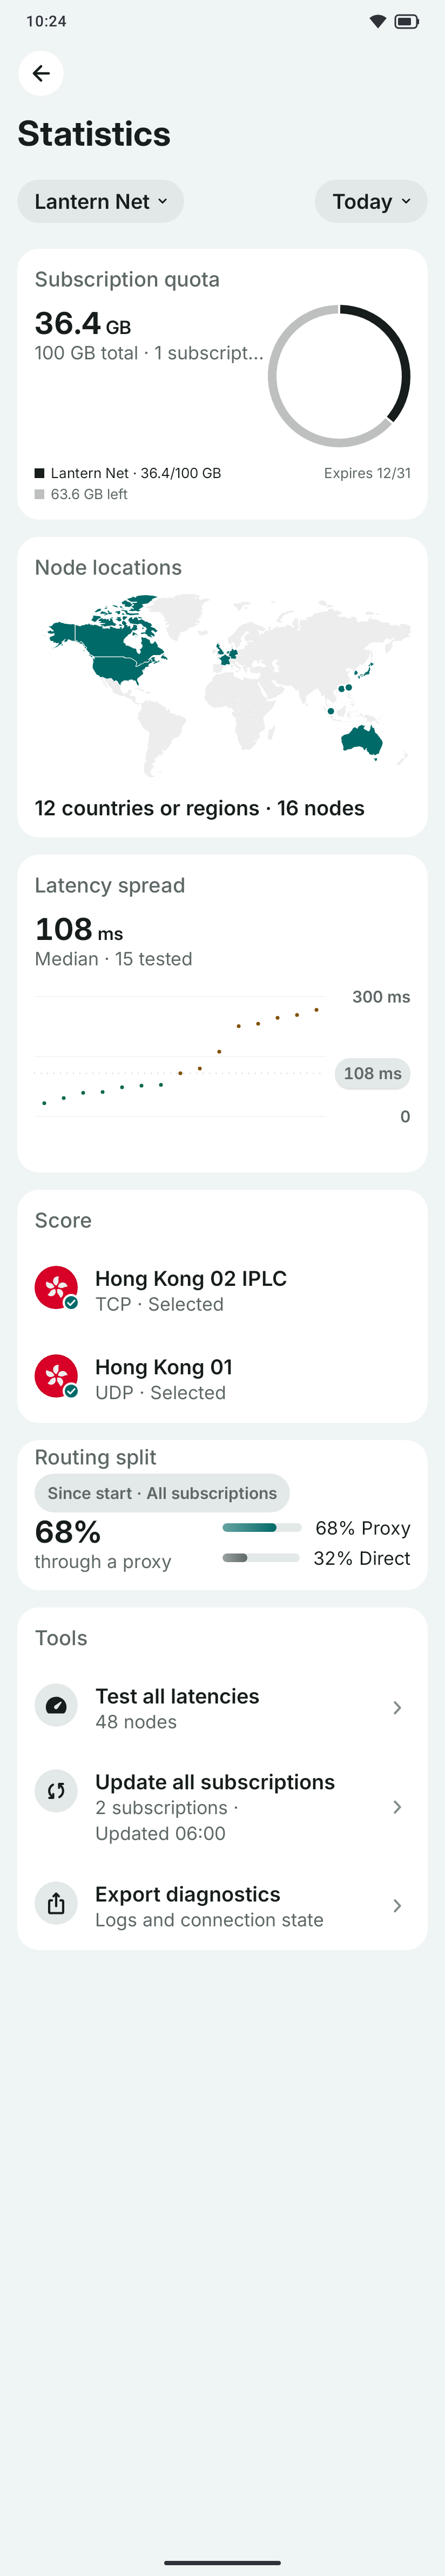 10:24
Statistics
Lantern Net
Today
Subscription quota
36.4 GB
100 GB total · 1 subscript...
Lantern Net · 36.4/100 GB
Expires 12/31
63.6 GB left
Node locations
12 countries or regions · 16 nodes
Latency spread
108 ms
Median · 15 tested
300 ms
108 ms
0
Score
Hong Kong 02 IPLC
TCP · Selected
Hong Kong 01
UDP · Selected
Routing split
Since start · All subscriptions
68%
through a proxy
68% Proxy
32% Direct
Tools
Test all latencies
48 nodes
Update all subscriptions
2 subscriptions ·
Updated 06:00
Export diagnostics
Logs and connection state